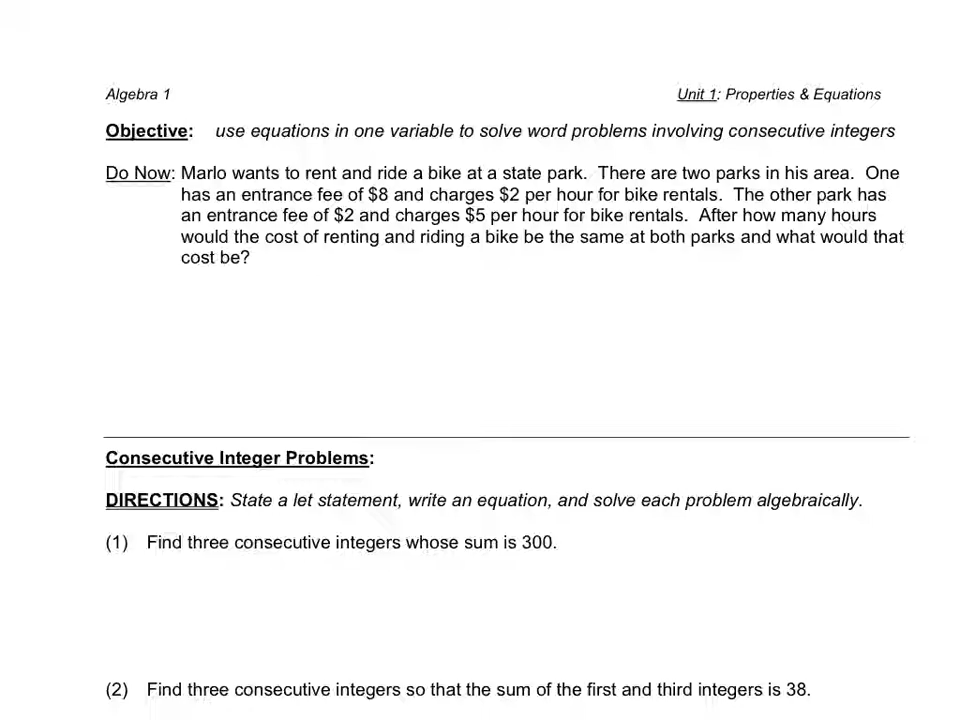 Algebra 1 Unit 1: Properties & Equations
Objective: use equations in one variable to solve word problems involving consecutive integers
Do Now: Marlo wants to rent and ride a bike at a state park. There are two parks in his area. One
has an entrance fee of $8 and charges $2 per hour for bike rentals. The other park has
an entrance fee of $2 and charges $5 per hour for bike rentals. After how many hours
would the cost of renting and riding a bike be the same at both parks and what would that
cost be?
Consecutive Integer Problems:
DIRECTIONS: State a let statement, write an equation, and solve each problem algebraically.
(1) Find three consecutive integers whose sum is 300.
(2) Find three consecutive integers so that the sum of the first and third integers is 38.